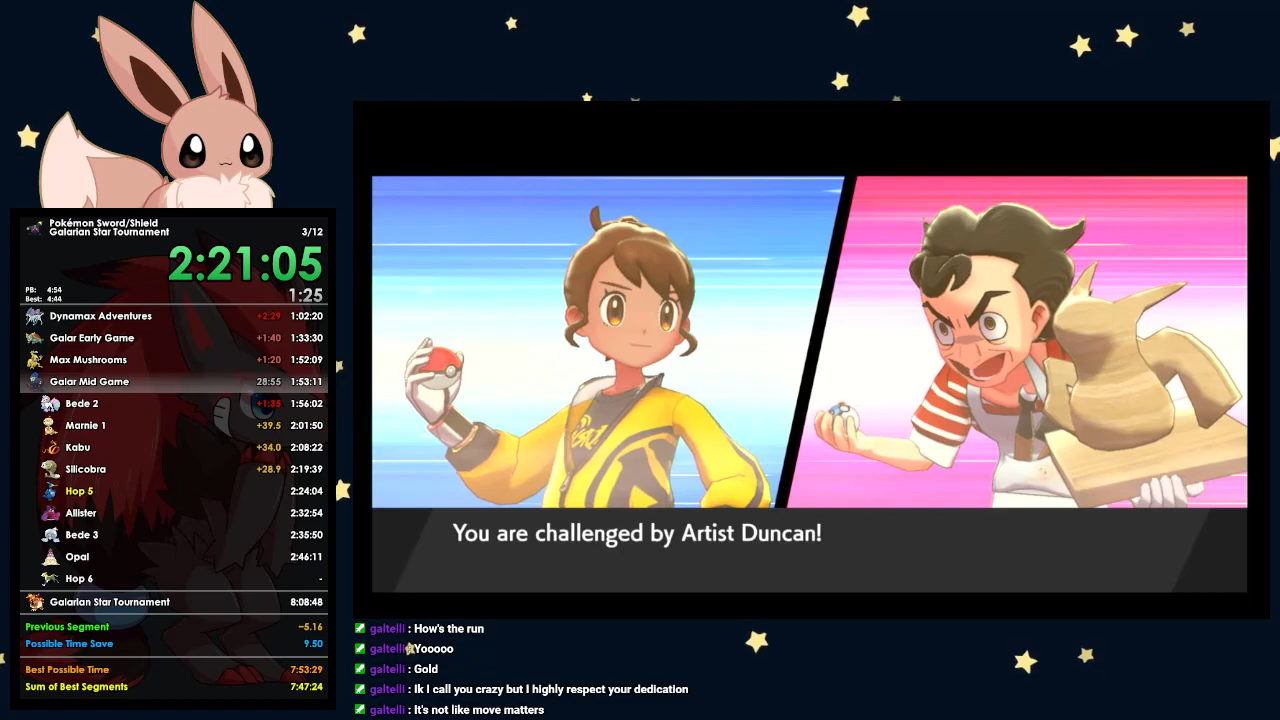 Pokémon Sword/Shield
Galarian Star Tournament 3/12
2:21:05
PB: 4:54
Best: 4:44
1:25
Dynamax Adventures +2:29 1:02:20
Galar Early Game +1:40 1:33:30
Max Mushrooms +1:20 1:52:09
Galar Mid Game 28:55 1:53:11
Bede 2 +1:35 1:56:02
Marnie 1 +39.5 2:01:50
Kabu +34.0 2:08:22
Silicobra +28.9 2:19:39
Hop 5 2:24:04
Allister 2:32:54
Bede 3 2:35:50
Opal 2:46:11
Hop 6 -
Galarian Star Tournament 8:08:48
Previous Segment −5.16
Possible Time Save 9.50
Best Possible Time 7:53:29
Sum of Best Segments 7:47:24
You are challenged by Artist Duncan!
galtelli : How's the run
galtelli : Yooooo
galtelli : Gold
galtelli : Ik I call you crazy but I highly respect your dedication
galtelli : It's not like move matters